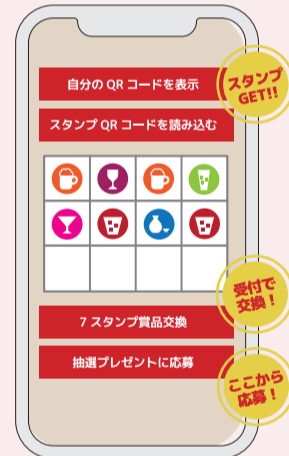 自分の QR コードを表示
スタンプ
GET!!
スタンプ QR コードを読み込む
受付で
交換！
7 スタンプ賞品交換
抽選プレゼントに応募
ここから
応募！